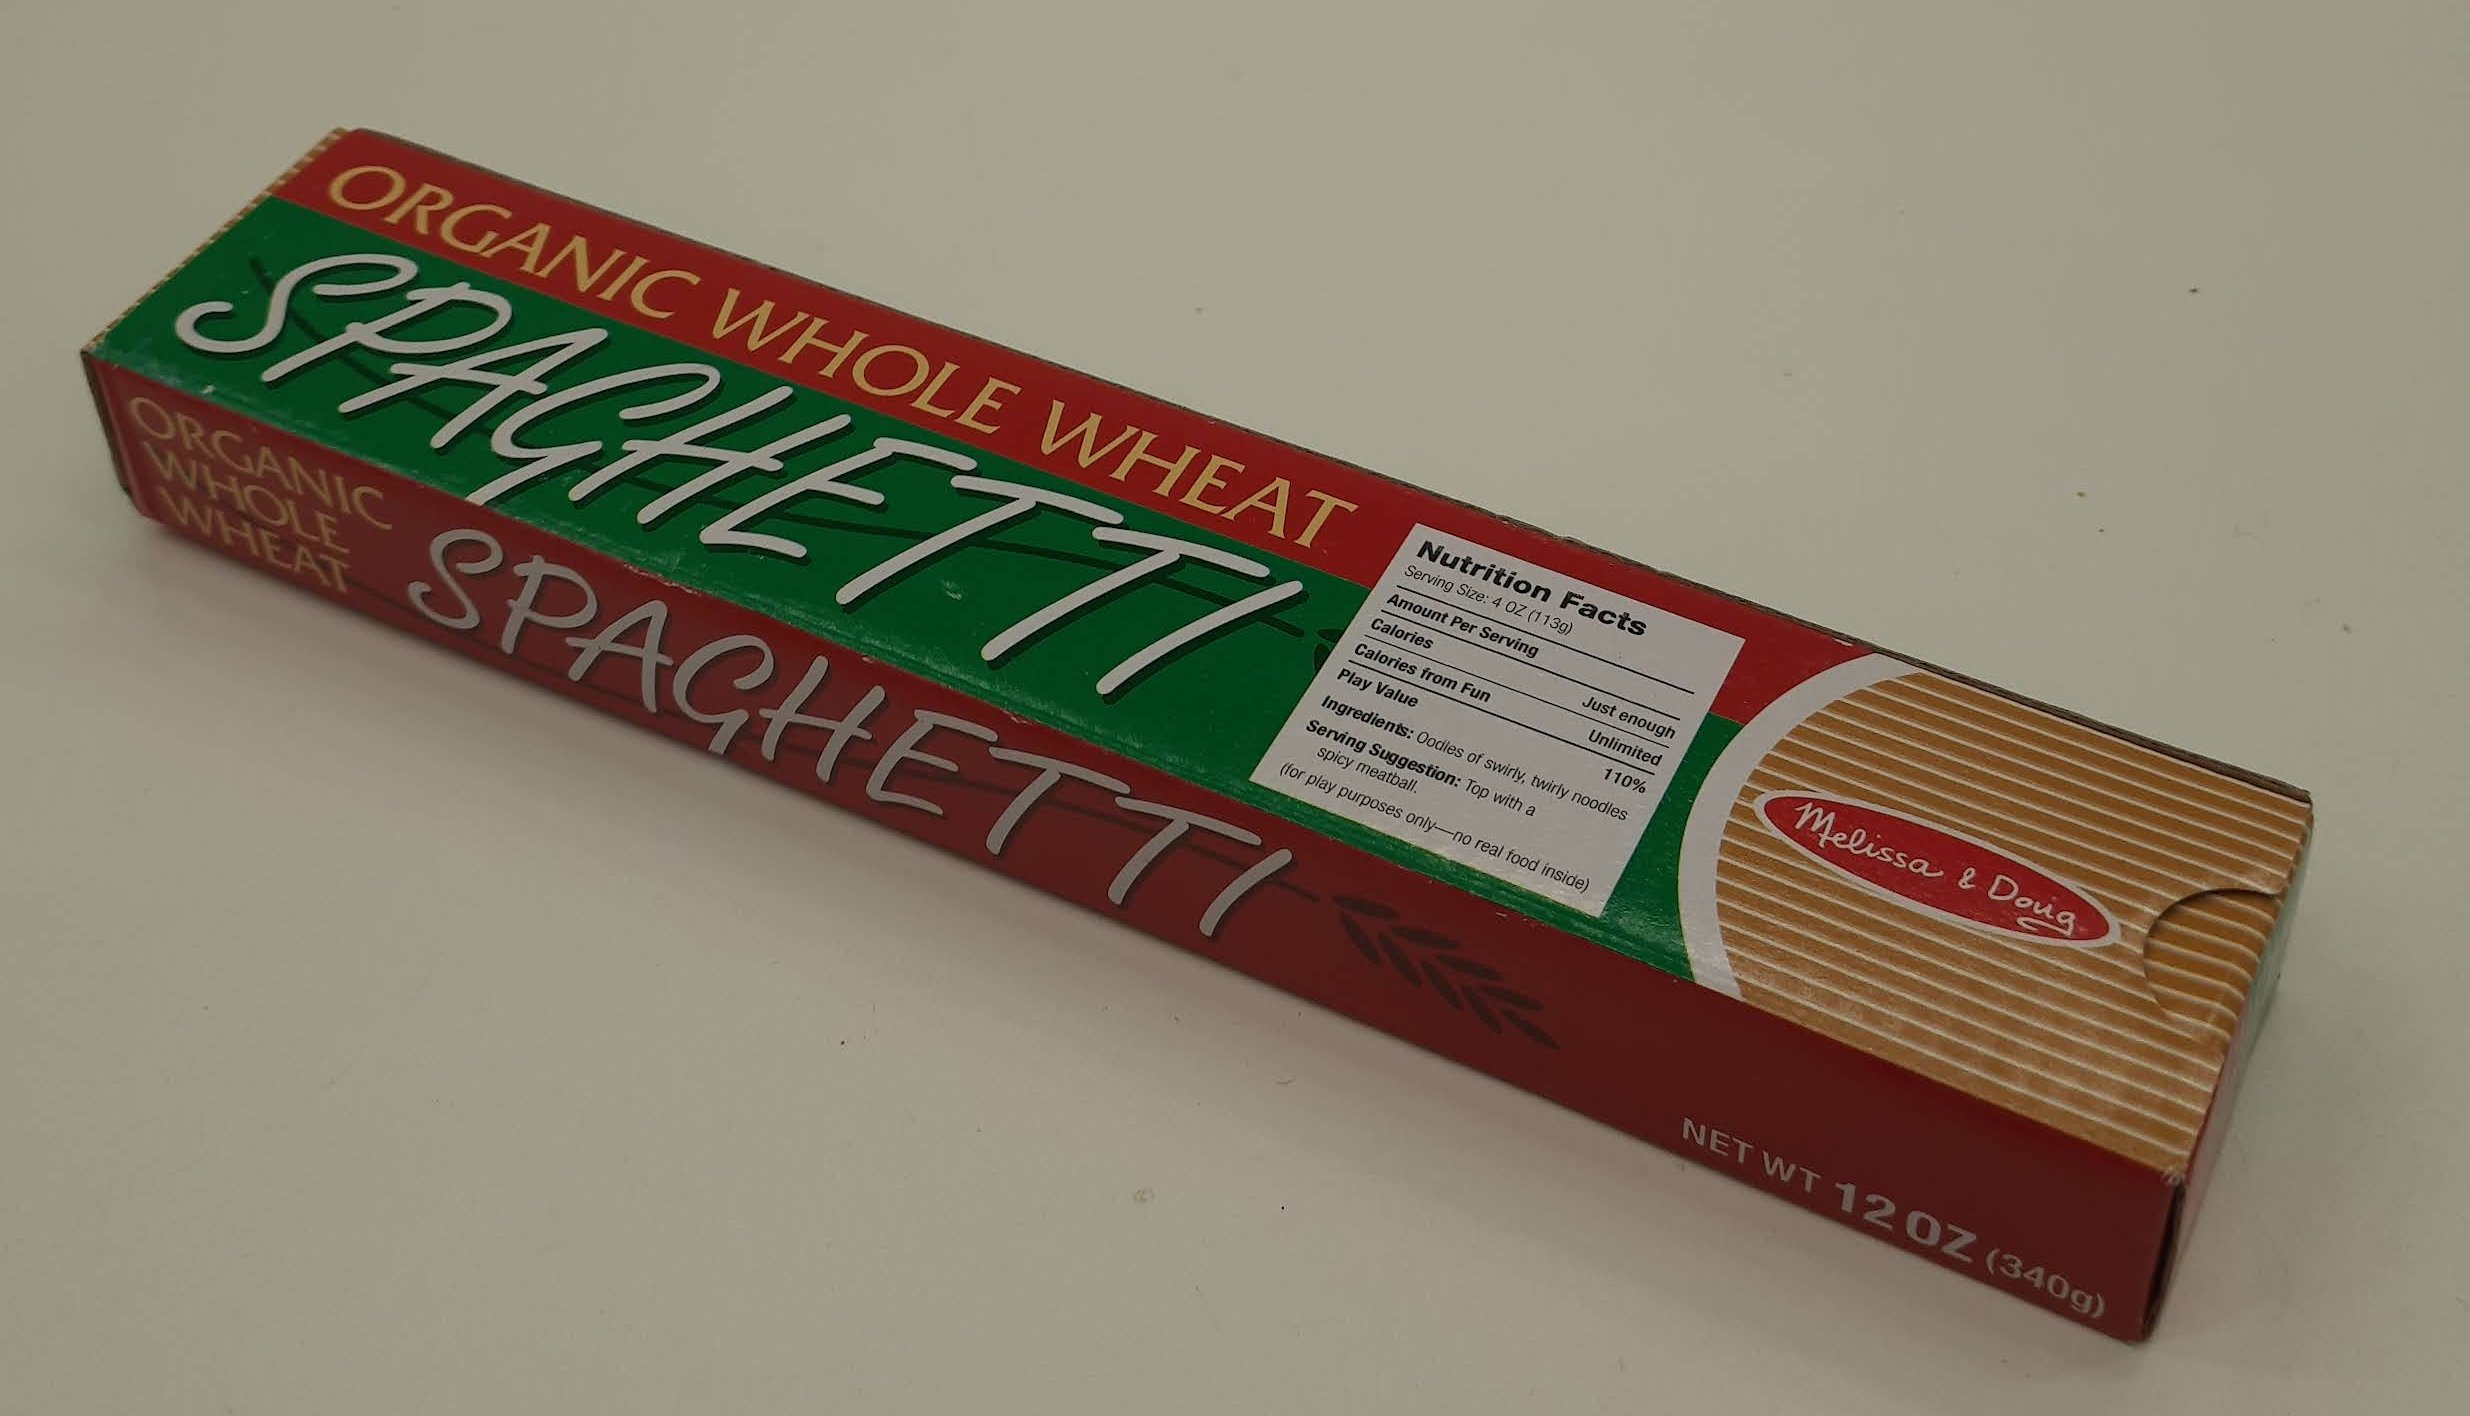 ORGANIC WHOLE WHEAT
SPAGHETTI
Nutrition Facts
Serving Size: 4 OZ (113g)
Amount Per Serving
Calories Just enough
Calories from Fun Unlimited
Play Value 110%
Ingredients: Oodles of swirly, twirly noodles
Serving Suggestion: Top with a
spicy meatball.
(for play purposes only—no real food inside)
Melissa & Doug
ORGANIC
WHOLE
WHEAT
SPAGHETTI
NET WT 12 OZ (340g)